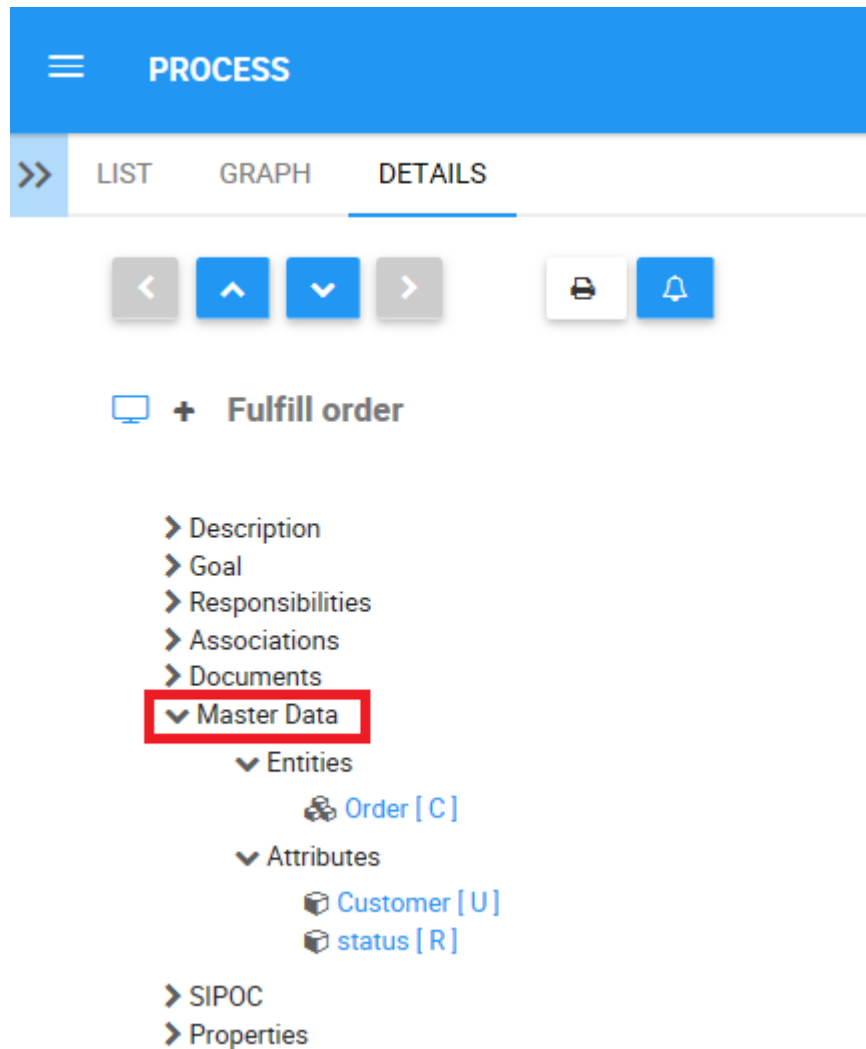 PROCESS
LIST GRAPH DETAILS
Fulfill order
Description
Goal
Responsibilities
Associations
Documents
Master Data
Entities
Order [ C ]
Attributes
Customer [ U ]
status [ R ]
SIPOC
Properties